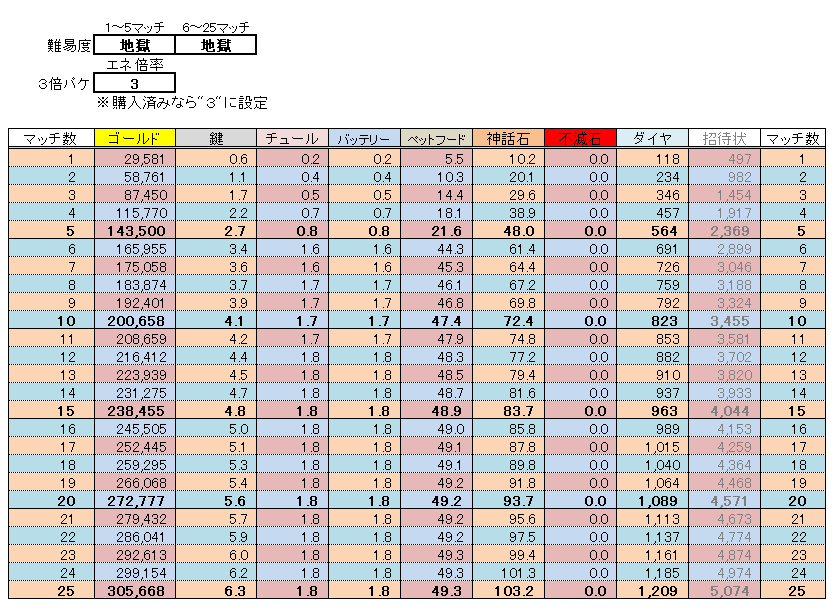 1～5マッチ 6～25マッチ
難易度 地獄 地獄
エネ倍率
3倍パケ 3
※購入済みなら"3"に設定
マッチ数 ゴールド 鍵 チュール バッテリー ペットフード 神話石 不滅石 ダイヤ 招待状 マッチ数
1 29,581 0.6 0.2 0.2 5.5 10.2 0.0 118 497 1
2 58,761 1.1 0.4 0.4 10.3 20.1 0.0 234 982 2
3 87,450 1.7 0.5 0.5 14.4 29.6 0.0 346 1,454 3
4 115,770 2.2 0.7 0.7 18.1 38.9 0.0 457 1,917 4
5 143,500 2.7 0.8 0.8 21.6 48.0 0.0 564 2,369 5
6 165,955 3.4 1.6 1.6 44.3 61.4 0.0 691 2,899 6
7 175,058 3.6 1.6 1.6 45.3 64.4 0.0 726 3,046 7
8 183,874 3.7 1.7 1.7 46.1 67.2 0.0 759 3,188 8
9 192,401 3.9 1.7 1.7 46.8 69.8 0.0 792 3,324 9
10 200,658 4.1 1.7 1.7 47.4 72.4 0.0 823 3,455 10
11 208,659 4.2 1.7 1.7 47.9 74.8 0.0 853 3,581 11
12 216,412 4.4 1.8 1.8 48.3 77.2 0.0 882 3,702 12
13 223,939 4.5 1.8 1.8 48.5 79.4 0.0 910 3,820 13
14 231,275 4.7 1.8 1.8 48.7 81.6 0.0 937 3,933 14
15 238,455 4.8 1.8 1.8 48.9 83.7 0.0 963 4,044 15
16 245,505 5.0 1.8 1.8 49.0 85.8 0.0 989 4,153 16
17 252,445 5.1 1.8 1.8 49.1 87.8 0.0 1,015 4,259 17
18 259,295 5.3 1.8 1.8 49.1 89.8 0.0 1,040 4,364 18
19 266,068 5.4 1.8 1.8 49.2 91.8 0.0 1,064 4,468 19
20 272,777 5.6 1.8 1.8 49.2 93.7 0.0 1,089 4,571 20
21 279,432 5.7 1.8 1.8 49.2 95.6 0.0 1,113 4,673 21
22 286,041 5.9 1.8 1.8 49.2 97.5 0.0 1,137 4,774 22
23 292,613 6.0 1.8 1.8 49.3 99.4 0.0 1,161 4,874 23
24 299,154 6.2 1.8 1.8 49.3 101.3 0.0 1,185 4,974 24
25 305,668 6.3 1.8 1.8 49.3 103.2 0.0 1,209 5,074 25